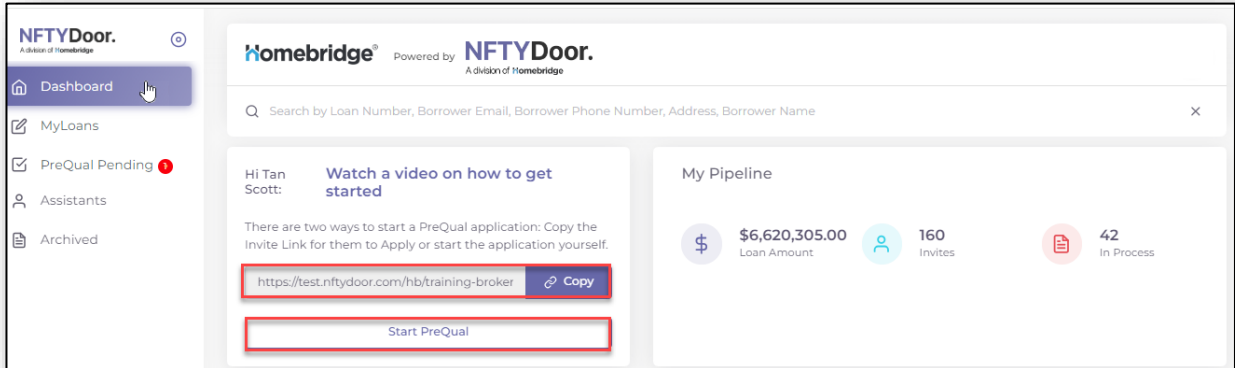 NFTYDoor.
A division of Homebridge
Dashboard
MyLoans
PreQual Pending
Assistants
Archived
Homebridge® Powered by NFTYDoor.
A division of Homebridge
Search by Loan Number, Borrower Email, Borrower Phone Number, Address, Borrower Name
Hi Tan
Scott:
Watch a video on how to get
started
There are two ways to start a PreQual application: Copy the
Invite Link for them to Apply or start the application yourself.
https://test.nftydoor.com/hb/training-broker Copy
Start PreQual
My Pipeline
$6,620,305.00
Loan Amount
160
Invites
42
In Process